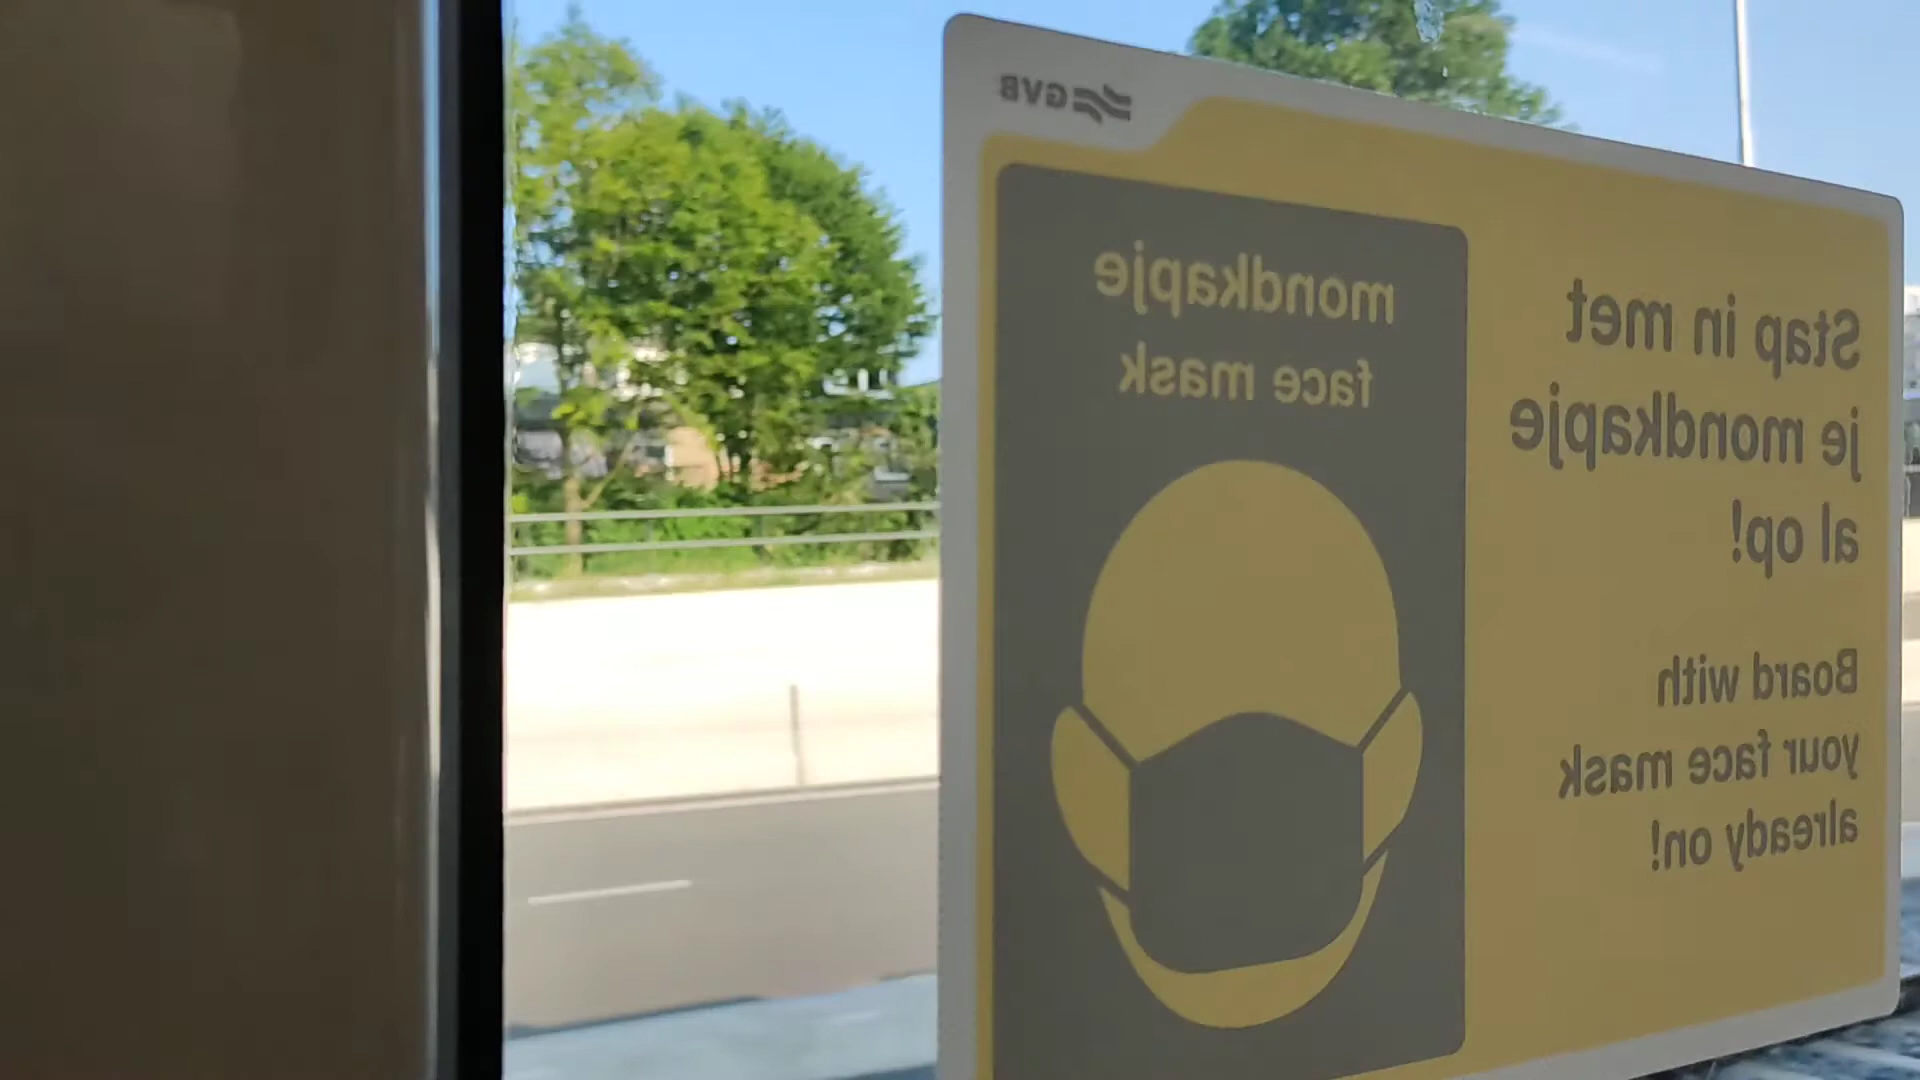 GVB
mondkapje
face mask
Stap in met
je mondkapje
al op!
Board with
your face mask
already on!